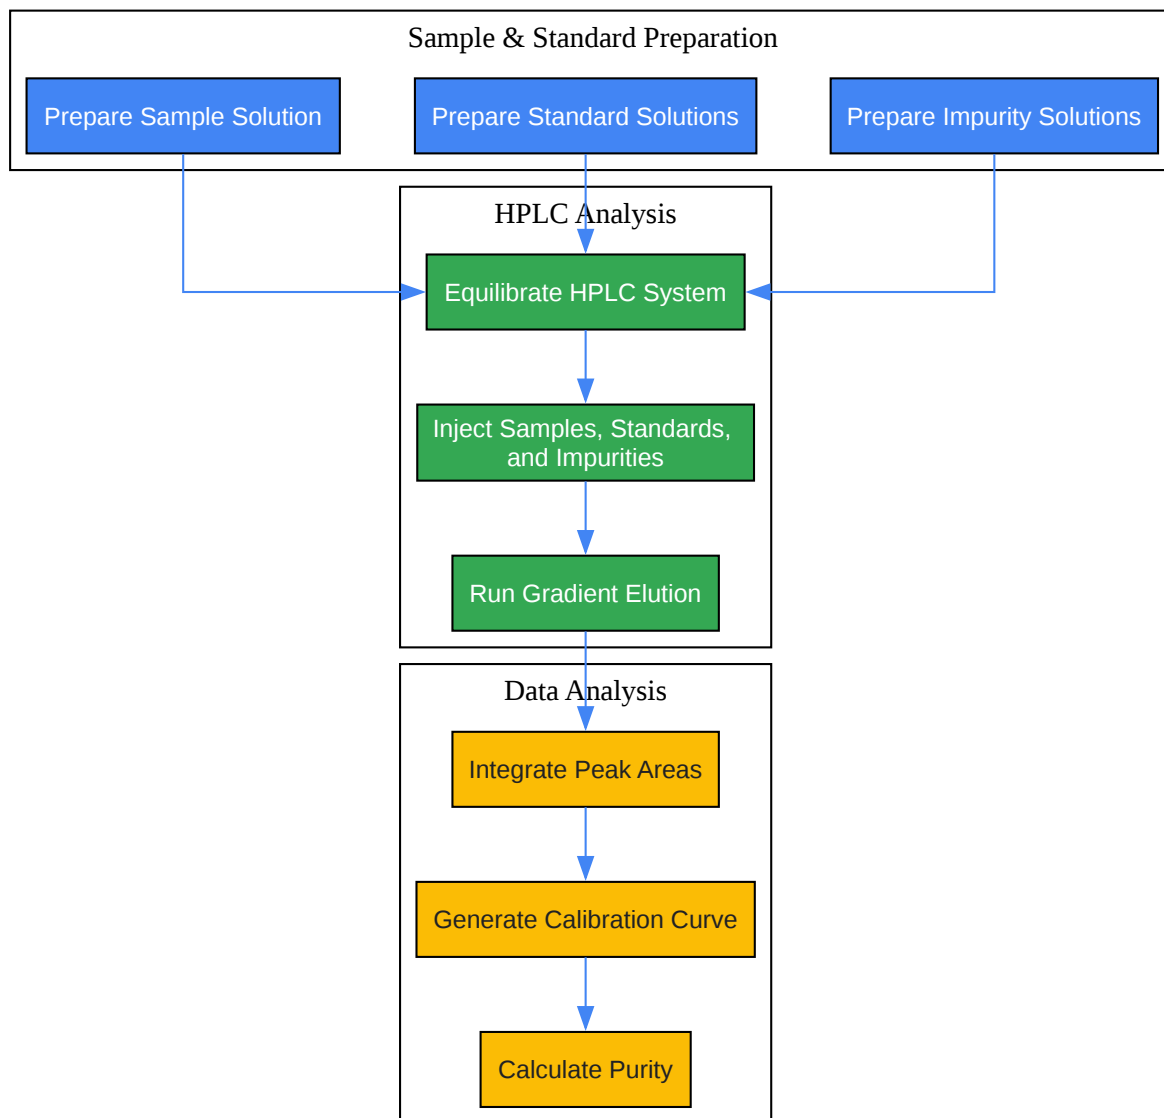 Sample & Standard Preparation
Prepare Sample Solution
Prepare Standard Solutions
Prepare Impurity Solutions
HPLC Analysis
Equilibrate HPLC System
Inject Samples, Standards,
and Impurities
Run Gradient Elution
Data Analysis
Integrate Peak Areas
Generate Calibration Curve
Calculate Purity